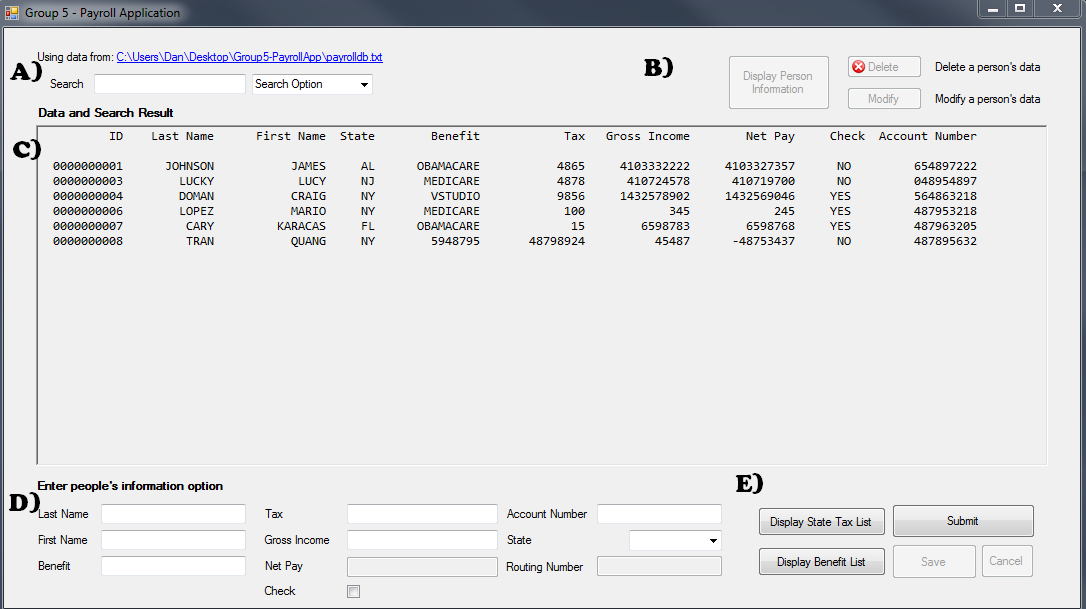 Group 5 - Payroll Application
A)
Using data from: C:\Users\Dan\Desktop\Group5-PayrollApp\payrolldb.txt
Search Search Option
B)
Display Person
Information
Delete Delete a person's data
Modify Modify a person's data
Data and Search Result
C)
ID Last Name First Name State Benefit Tax Gross Income Net Pay Check Account Number
0000000001 JOHNSON JAMES AL OBAMACARE 4865 4103332222 4103327357 NO 654897222
0000000003 LUCKY LUCY NJ MEDICARE 4878 410724578 410719700 NO 048954897
0000000004 DOMAN CRAIG NY VSTUDIO 9856 1432578902 1432569046 YES 564863218
0000000006 LOPEZ MARIO NY MEDICARE 100 345 245 YES 487953218
0000000007 CARY KARACAS FL OBAMACARE 15 6598783 6598768 YES 487963205
0000000008 TRAN QUANG NY 5948795 48798924 45487 -48753437 NO 487895632
Enter people's information option
D)
Last Name Tax Account Number
First Name Gross Income State
Benefit Net Pay Routing Number
Check
E)
Display State Tax List Submit
Display Benefit List Save Cancel